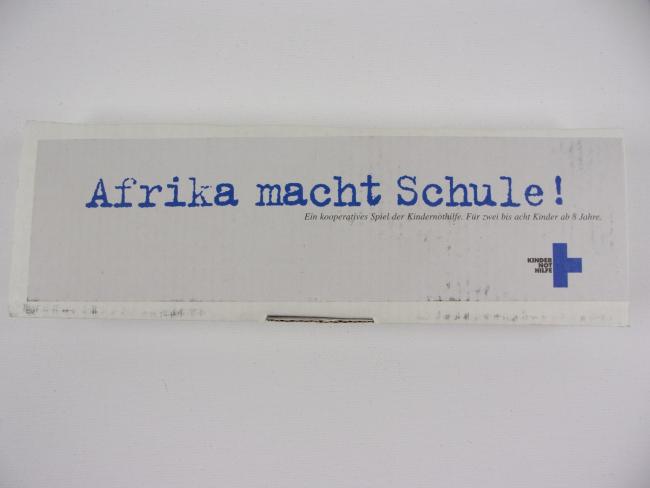 Afrika macht Schule!
Ein kooperatives Spiel der Kindernothilfe. Für zwei bis acht Kinder ab 8 Jahre.
KINDER
NOT
HILFE